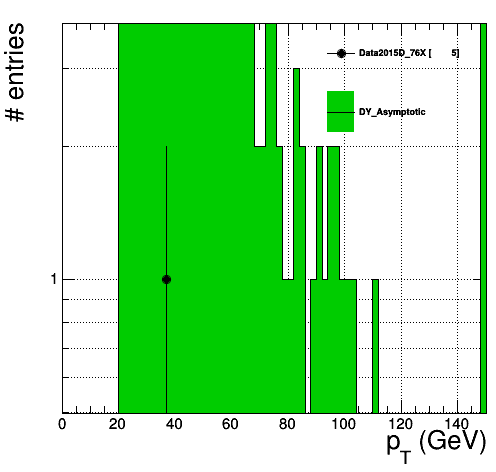 # entries
Data2015D_76X [ 5]
DY_Asymptotic
1
0 20 40 60 80 100 120 140
p_T (GeV)